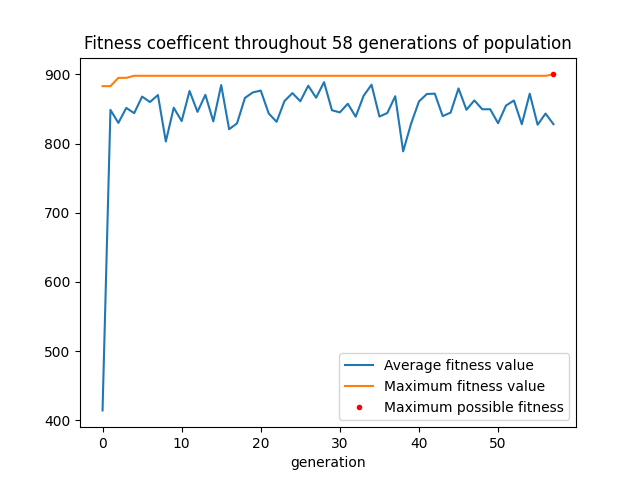 Fitness coefficent throughout 58 generations of population
900
800
700
600
500
400
Average fitness value
Maximum fitness value
Maximum possible fitness
0 10 20 30 40 50
generation